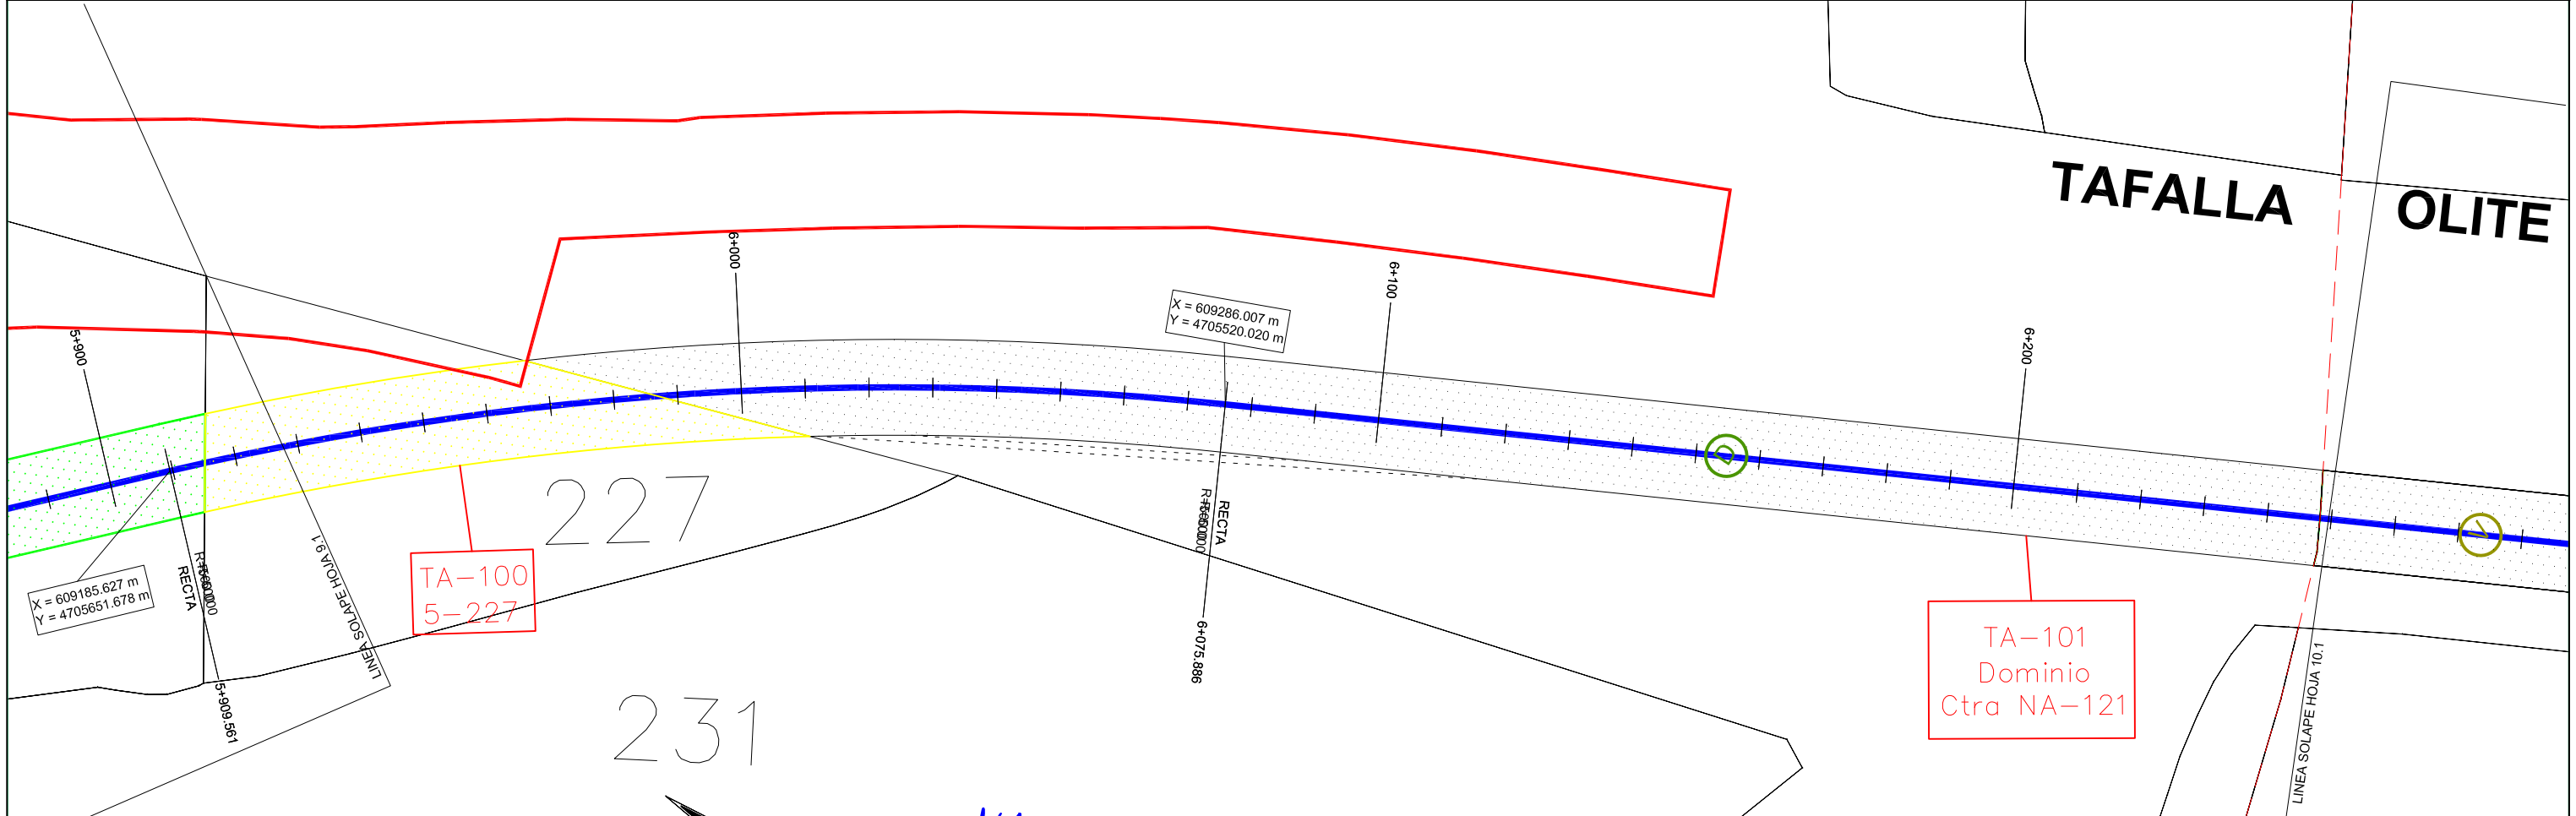 TAFALLA
OLITE
6+000
6+100
6+200
5+900
X = 609286.007 m
Y = 4705520.020 m
227
TA-100
5-227
X = 609185.627 m
Y = 4705651.678 m
RECTA
LINEA SOLAPE HOJA 9.1
5+909.561
RECTA
6+075.886
231
TA-101
Dominio
Ctra NA-121
LINEA SOLAPE HOJA 10.1